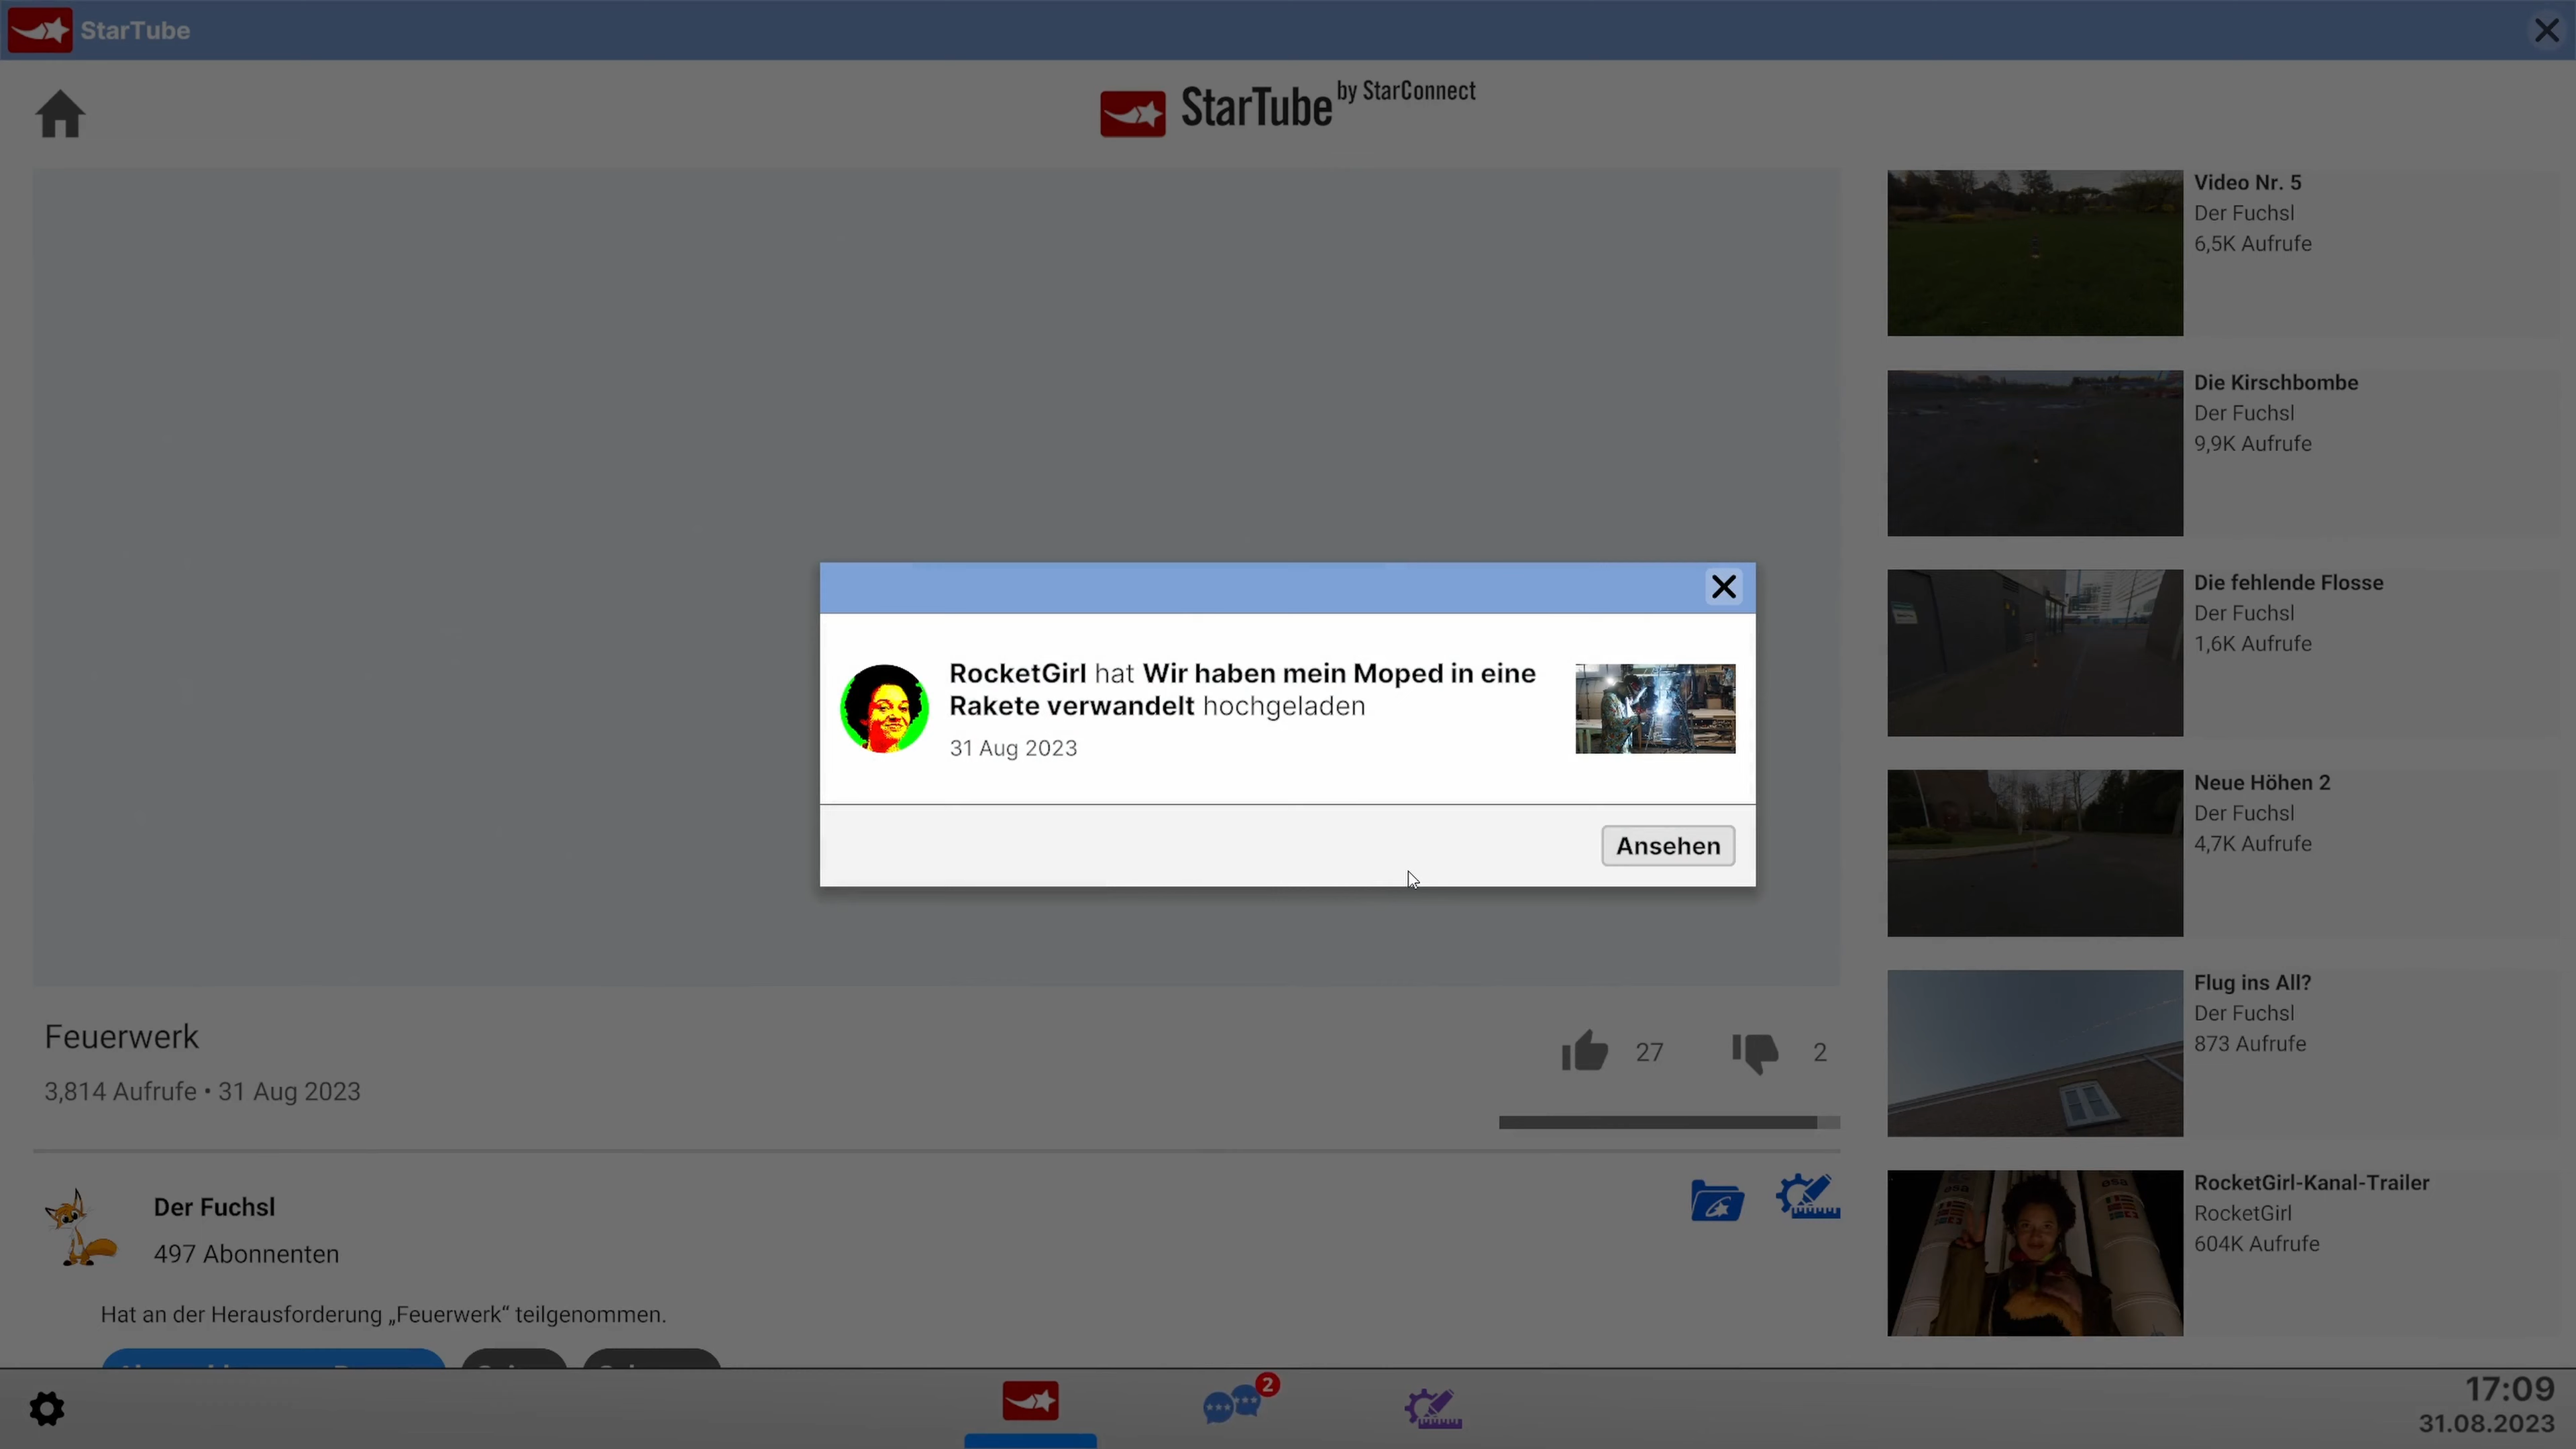 StarTube
StarTube by StarConnect
Video Nr. 5
Der Fuchsl
6,5K Aufrufe
Die Kirschbombe
Der Fuchsl
9,9K Aufrufe
Die fehlende Flosse
Der Fuchsl
1,6K Aufrufe
Neue Höhen 2
Der Fuchsl
4,7K Aufrufe
Flug ins All?
Der Fuchsl
873 Aufrufe
RocketGirl-Kanal-Trailer
RocketGirl
604K Aufrufe
RocketGirl hat Wir haben mein Moped in eine
Rakete verwandelt hochgeladen
31 Aug 2023
Ansehen
Feuerwerk
3,814 Aufrufe • 31 Aug 2023
27
2
Der Fuchsl
497 Abonnenten
Hat an der Herausforderung „Feuerwerk“ teilgenommen.
2
17:09
31.08.2023